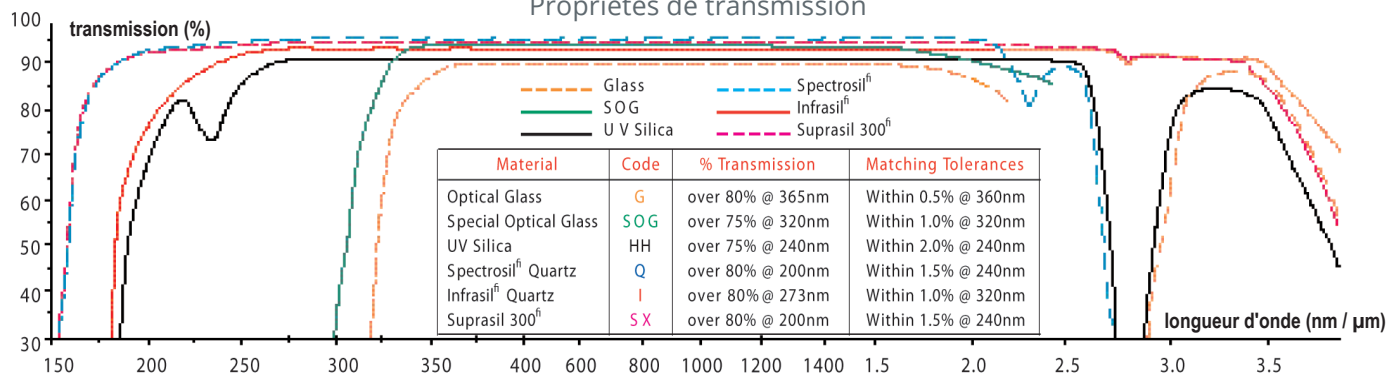 Propriétés de transmission
100
transmission (%)
90
80
70
60
50
40
30
Glass
SOG
UV Silica
Spectrosilfi
Infrasilfi
Suprasil 300fi
Material Code % Transmission Matching Tolerances
Optical Glass G over 80% @ 365nm Within 0.5% @ 360nm
Special Optical Glass SOG over 75% @ 320nm Within 1.0% @ 320nm
UV Silica HH over 75% @ 240nm Within 2.0% @ 240nm
Spectrosilfi Quartz Q over 80% @ 200nm Within 1.5% @ 240nm
Infrasilfi Quartz I over 80% @ 273nm Within 1.0% @ 320nm
Suprasil 300fi SX over 80% @ 200nm Within 1.5% @ 240nm
longueur d'onde (nm / µm)
150 200 250 300 350 400 600 800 1000 1200 1400 1.5 2.0 2.5 3.0 3.5